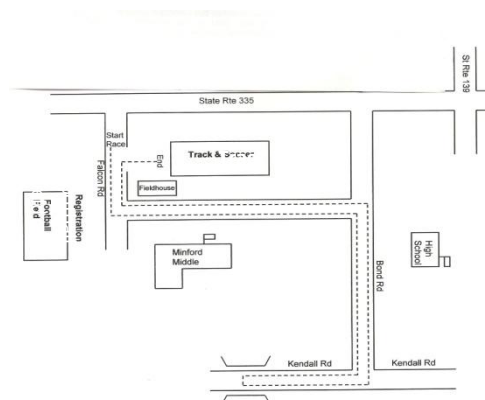 State Rte 335
St Rte 139
Start
Race
End
Track &
Fieldhouse
Falcon Rd
Registration
Football
Minford
Middle
High
School
Bond Rd
Kendall Rd
Kendall Rd